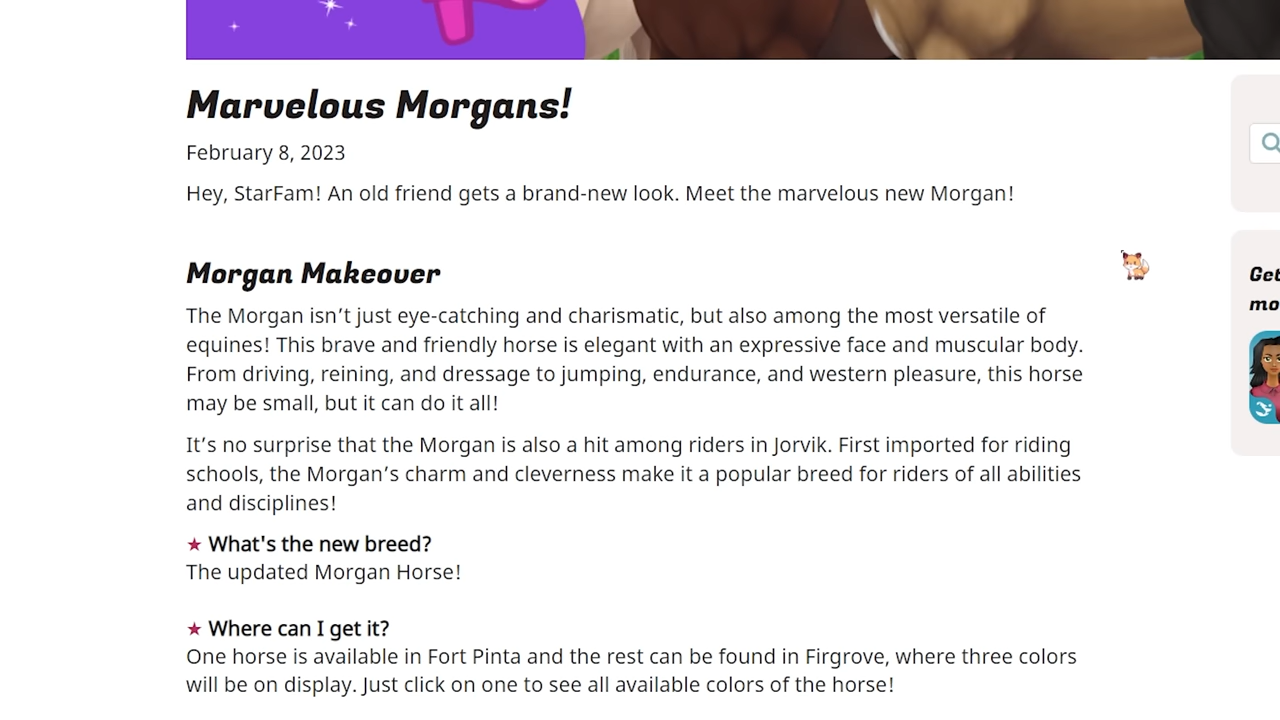 Marvelous Morgans!
February 8, 2023
Hey, StarFam! An old friend gets a brand-new look. Meet the marvelous new Morgan!
Morgan Makeover
The Morgan isn’t just eye-catching and charismatic, but also among the most versatile of
equines! This brave and friendly horse is elegant with an expressive face and muscular body.
From driving, reining, and dressage to jumping, endurance, and western pleasure, this horse
may be small, but it can do it all!
It’s no surprise that the Morgan is also a hit among riders in Jorvik. First imported for riding
schools, the Morgan’s charm and cleverness make it a popular breed for riders of all abilities
and disciplines!
★ What's the new breed?
The updated Morgan Horse!
★ Where can I get it?
One horse is available in Fort Pinta and the rest can be found in Firgrove, where three colors
will be on display. Just click on one to see all available colors of the horse!